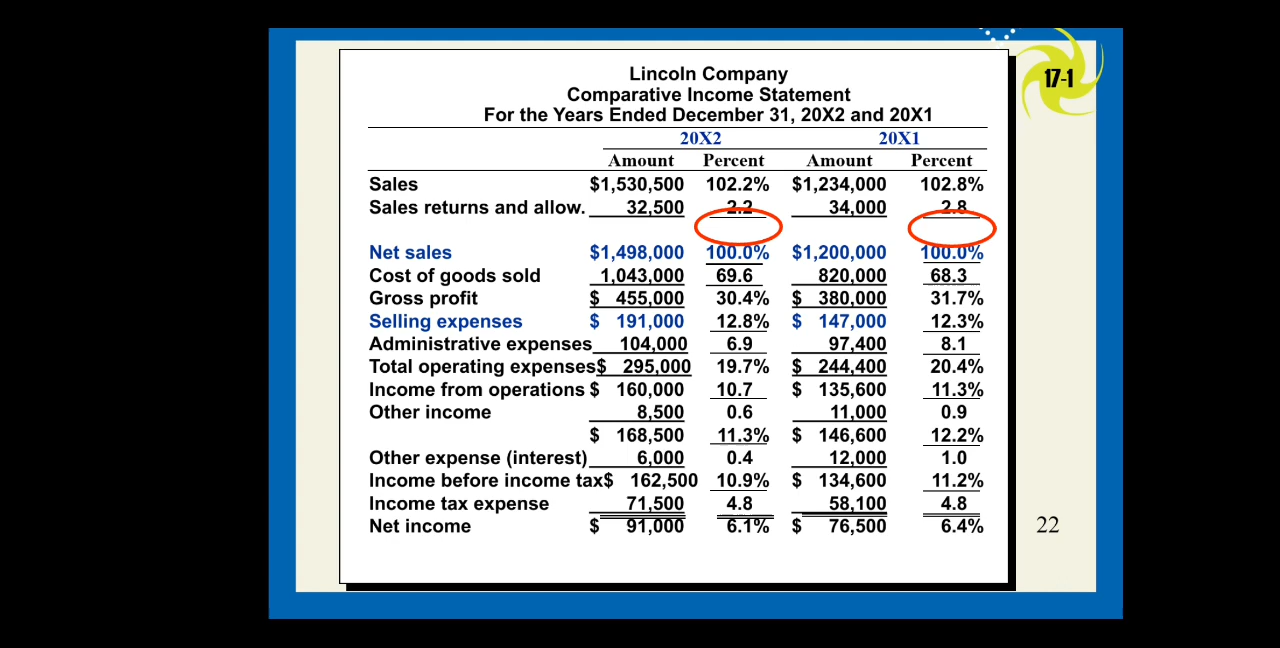 17-1
Lincoln Company
Comparative Income Statement
For the Years Ended December 31, 20X2 and 20X1
20X2 20X1
Amount Percent Amount Percent
Sales $1,530,500 102.2% $1,234,000 102.8%
Sales returns and allow. 32,500 2.2 34,000 2.8
Net sales $1,498,000 100.0% $1,200,000 100.0%
Cost of goods sold 1,043,000 69.6 820,000 68.3
Gross profit $ 455,000 30.4% $ 380,000 31.7%
Selling expenses $ 191,000 12.8% $ 147,000 12.3%
Administrative expenses 104,000 6.9 97,400 8.1
Total operating expenses $ 295,000 19.7% $ 244,400 20.4%
Income from operations $ 160,000 10.7 $ 135,600 11.3%
Other income 8,500 0.6 11,000 0.9
$ 168,500 11.3% $ 146,600 12.2%
Other expense (interest) 6,000 0.4 12,000 1.0
Income before income tax $ 162,500 10.9% $ 134,600 11.2%
Income tax expense 71,500 4.8 58,100 4.8
Net income $ 91,000 6.1% $ 76,500 6.4%
22